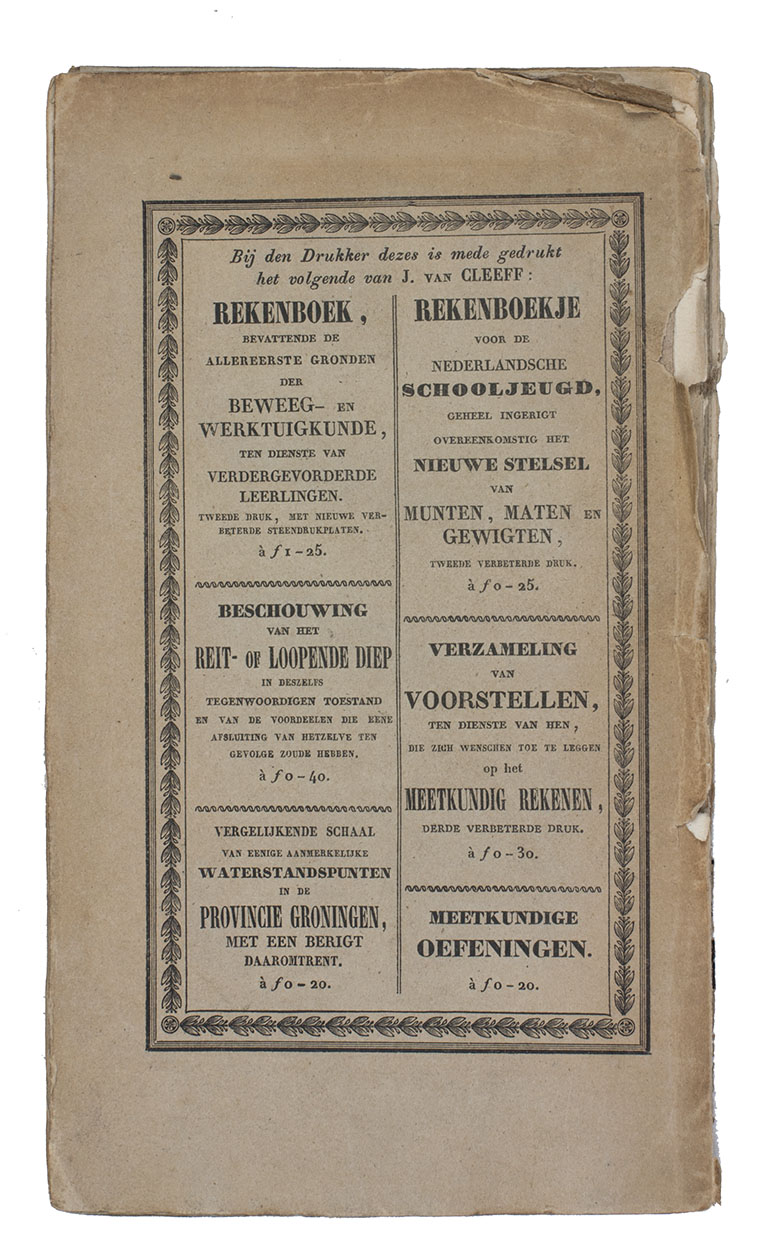 Bij den Drukker dezes is mede gedrukt
het volgende van J. VAN CLEEFF:
REKENBOEK,
BEVATTENDE DE
ALLEREERSTE GRONDEN
DER
BEWEEG- EN
WERKTUIGKUNDE,
TEN DIENSTE VAN
VERDERGEVORDERDE
LEERLINGEN.
TWEEDE DRUK, MET NIEUWE VER-
BETERDE STEENDRUKPLATEN.
à f 1-25.
BESCHOUWING
VAN HET
REIT- OF LOOPENDE DIEP
IN DESZELFS
TEGENWOORDIGEN TOESTAND
EN VAN DE VOORDEELEN DIE EENE
AFSLUITING VAN HETZELVE TEN
GEVOLGE ZOUDE HEBBEN.
à f 0-40.
VERGELIJKENDE SCHAAL
VAN EENIGE AANMERKELIJKE
WATERSTANDSPUNTEN
IN DE
PROVINCIE GRONINGEN,
MET EEN BERIGT
DAAROMTRENT.
à f 0-20.
REKENBOEKJE
VOOR DE
NEDERLANDSCHE
SCHOOLJEUGD,
GEHEEL INGERIGT
OVEREENKOMSTIG HET
NIEUWE STELSEL
VAN
MUNTEN, MATEN EN
GEWIGTEN,
TWEEDE VERBETERDE DRUK.
à f 0-25.
VERZAMELING
VAN
VOORSTELLEN,
TEN DIENSTE VAN HEN,
DIE ZICH WENSCHEN TOE TE LEGGEN
op het
MEETKUNDIG REKENEN,
DERDE VERBETERDE DRUK.
à f 0-30.
MEETKUNDIGE
OEFENINGEN.
à f 0-20.